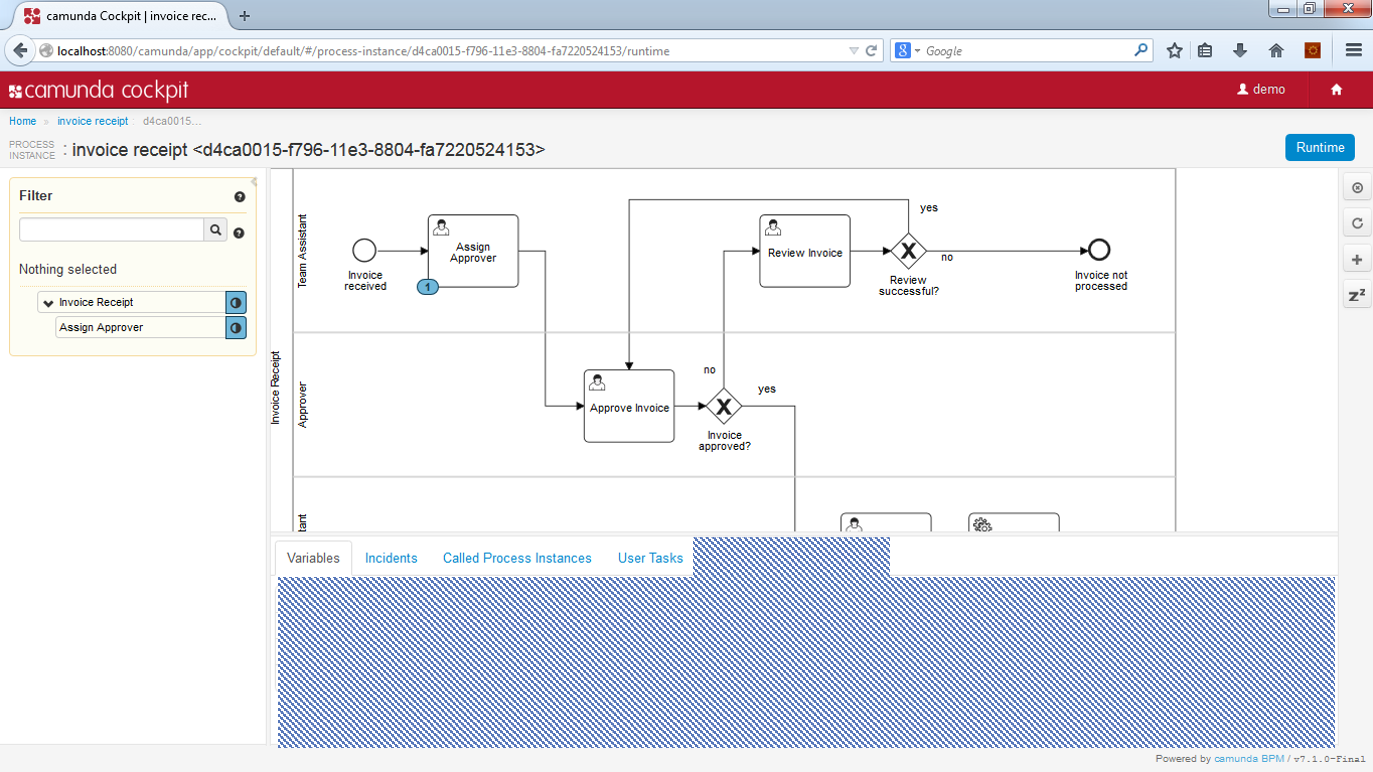 camunda Cockpit | invoice rec...
localhost:8080/camunda/app/cockpit/default/#/process-instance/d4ca0015-f796-11e3-8804-fa7220524153/runtime
Google
camunda cockpit
demo
Home » invoice receipt : d4ca0015...
PROCESS INSTANCE : invoice receipt <d4ca0015-f796-11e3-8804-fa7220524153>
Runtime
Filter
Nothing selected
Invoice Receipt
Assign Approver
Invoice Receipt
Team Assistant
Invoice
received
Assign
Approver
1
Review Invoice
yes
no
Review
successful?
Invoice not
processed
Approver
Approve Invoice
no
yes
Invoice
approved?
tant
Variables Incidents Called Process Instances User Tasks
Powered by camunda BPM / v7.1.0-Final